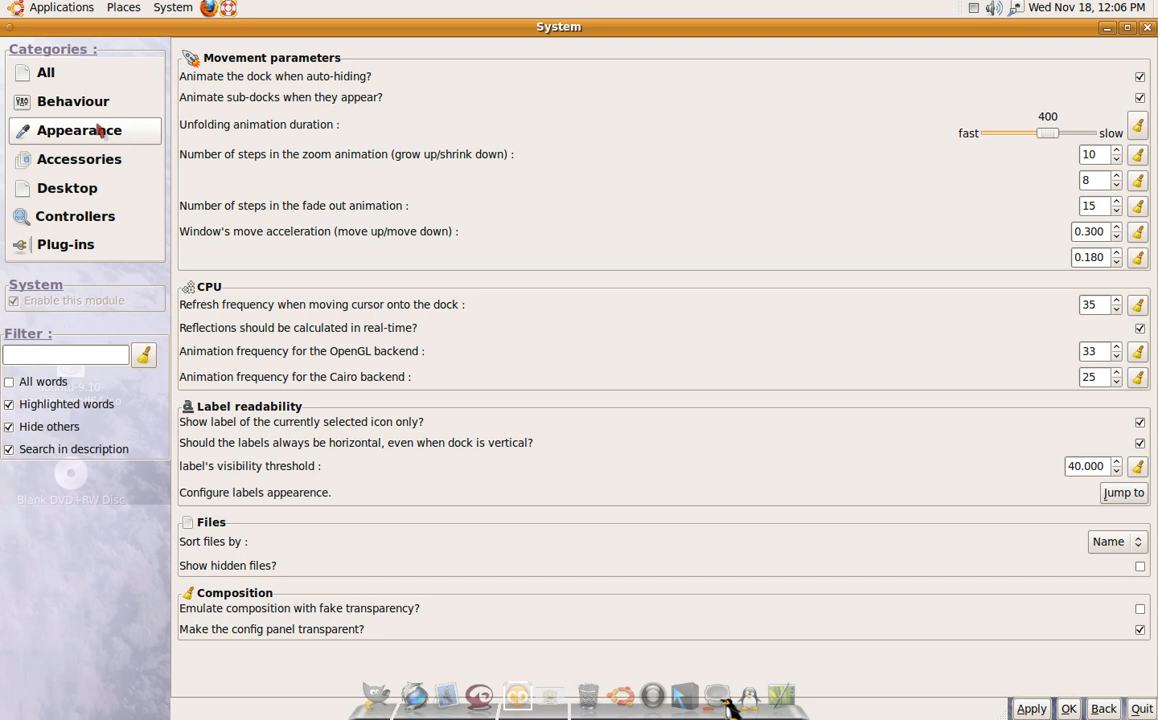 Applications Places System Wed Nov 18, 12:06 PM
System
Categories :
All
Behaviour
Appearance
Accessories
Desktop
Controllers
Plug-ins
System
Enable this module
Filter :
All words
Highlighted words
Hide others
Search in description
Blank DVD+RW Disc
Movement parameters
Animate the dock when auto-hiding?
Animate sub-docks when they appear?
Unfolding animation duration :
400
fast slow
Number of steps in the zoom animation (grow up/shrink down) : 10
8
Number of steps in the fade out animation : 15
Window's move acceleration (move up/move down) : 0.300
0.180
CPU
Refresh frequency when moving cursor onto the dock : 35
Reflections should be calculated in real-time?
Animation frequency for the OpenGL backend : 33
Animation frequency for the Cairo backend : 25
Label readability
Show label of the currently selected icon only?
Should the labels always be horizontal, even when dock is vertical?
label's visibility threshold : 40.000
Configure labels appearence. Jump to
Files
Sort files by : Name
Show hidden files?
Composition
Emulate composition with fake transparency?
Make the config panel transparent?
Apply OK Back Quit